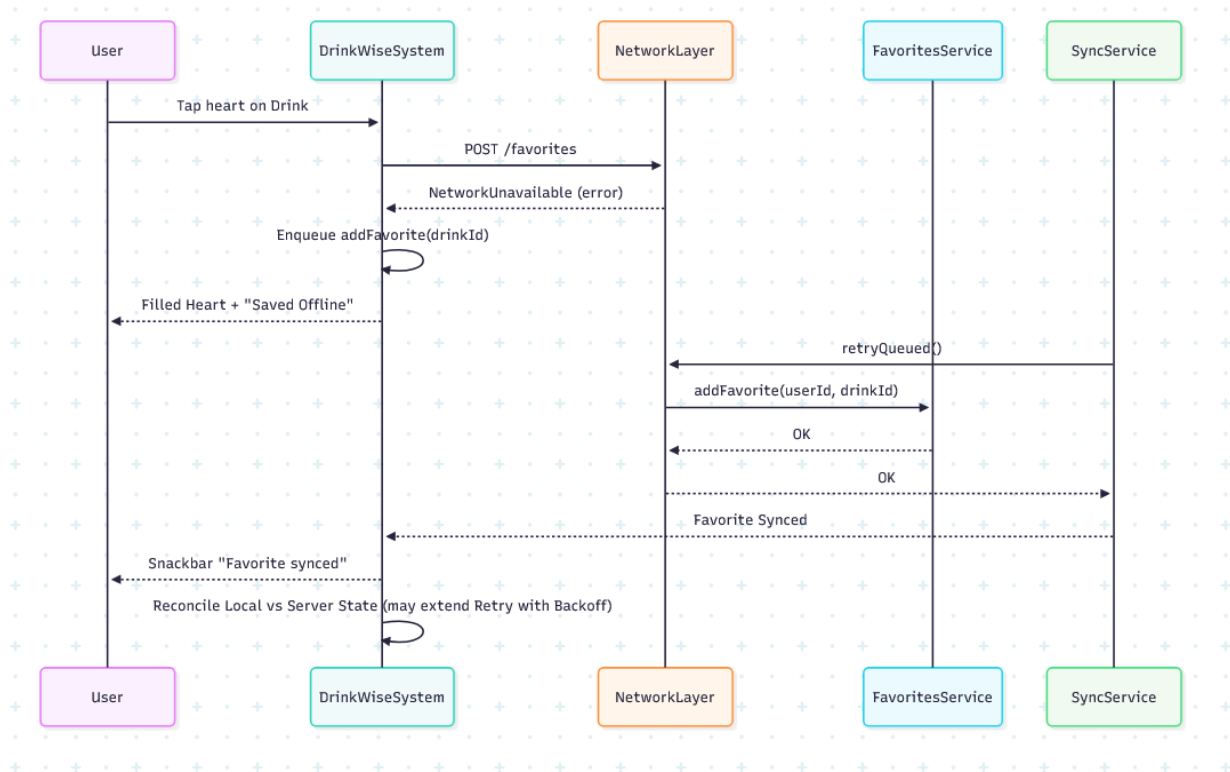 User
DrinkWiseSystem
NetworkLayer
FavoritesService
SyncService
Tap heart on Drink
POST /favorites
NetworkUnavailable (error)
Enqueue addFavorite(drinkId)
Filled Heart + "Saved Offline"
retryQueued()
addFavorite(userId, drinkId)
OK
OK
Favorite Synced
Snackbar "Favorite synced"
Reconcile Local vs Server State (may extend Retry with Backoff)
User
DrinkWiseSystem
NetworkLayer
FavoritesService
SyncService